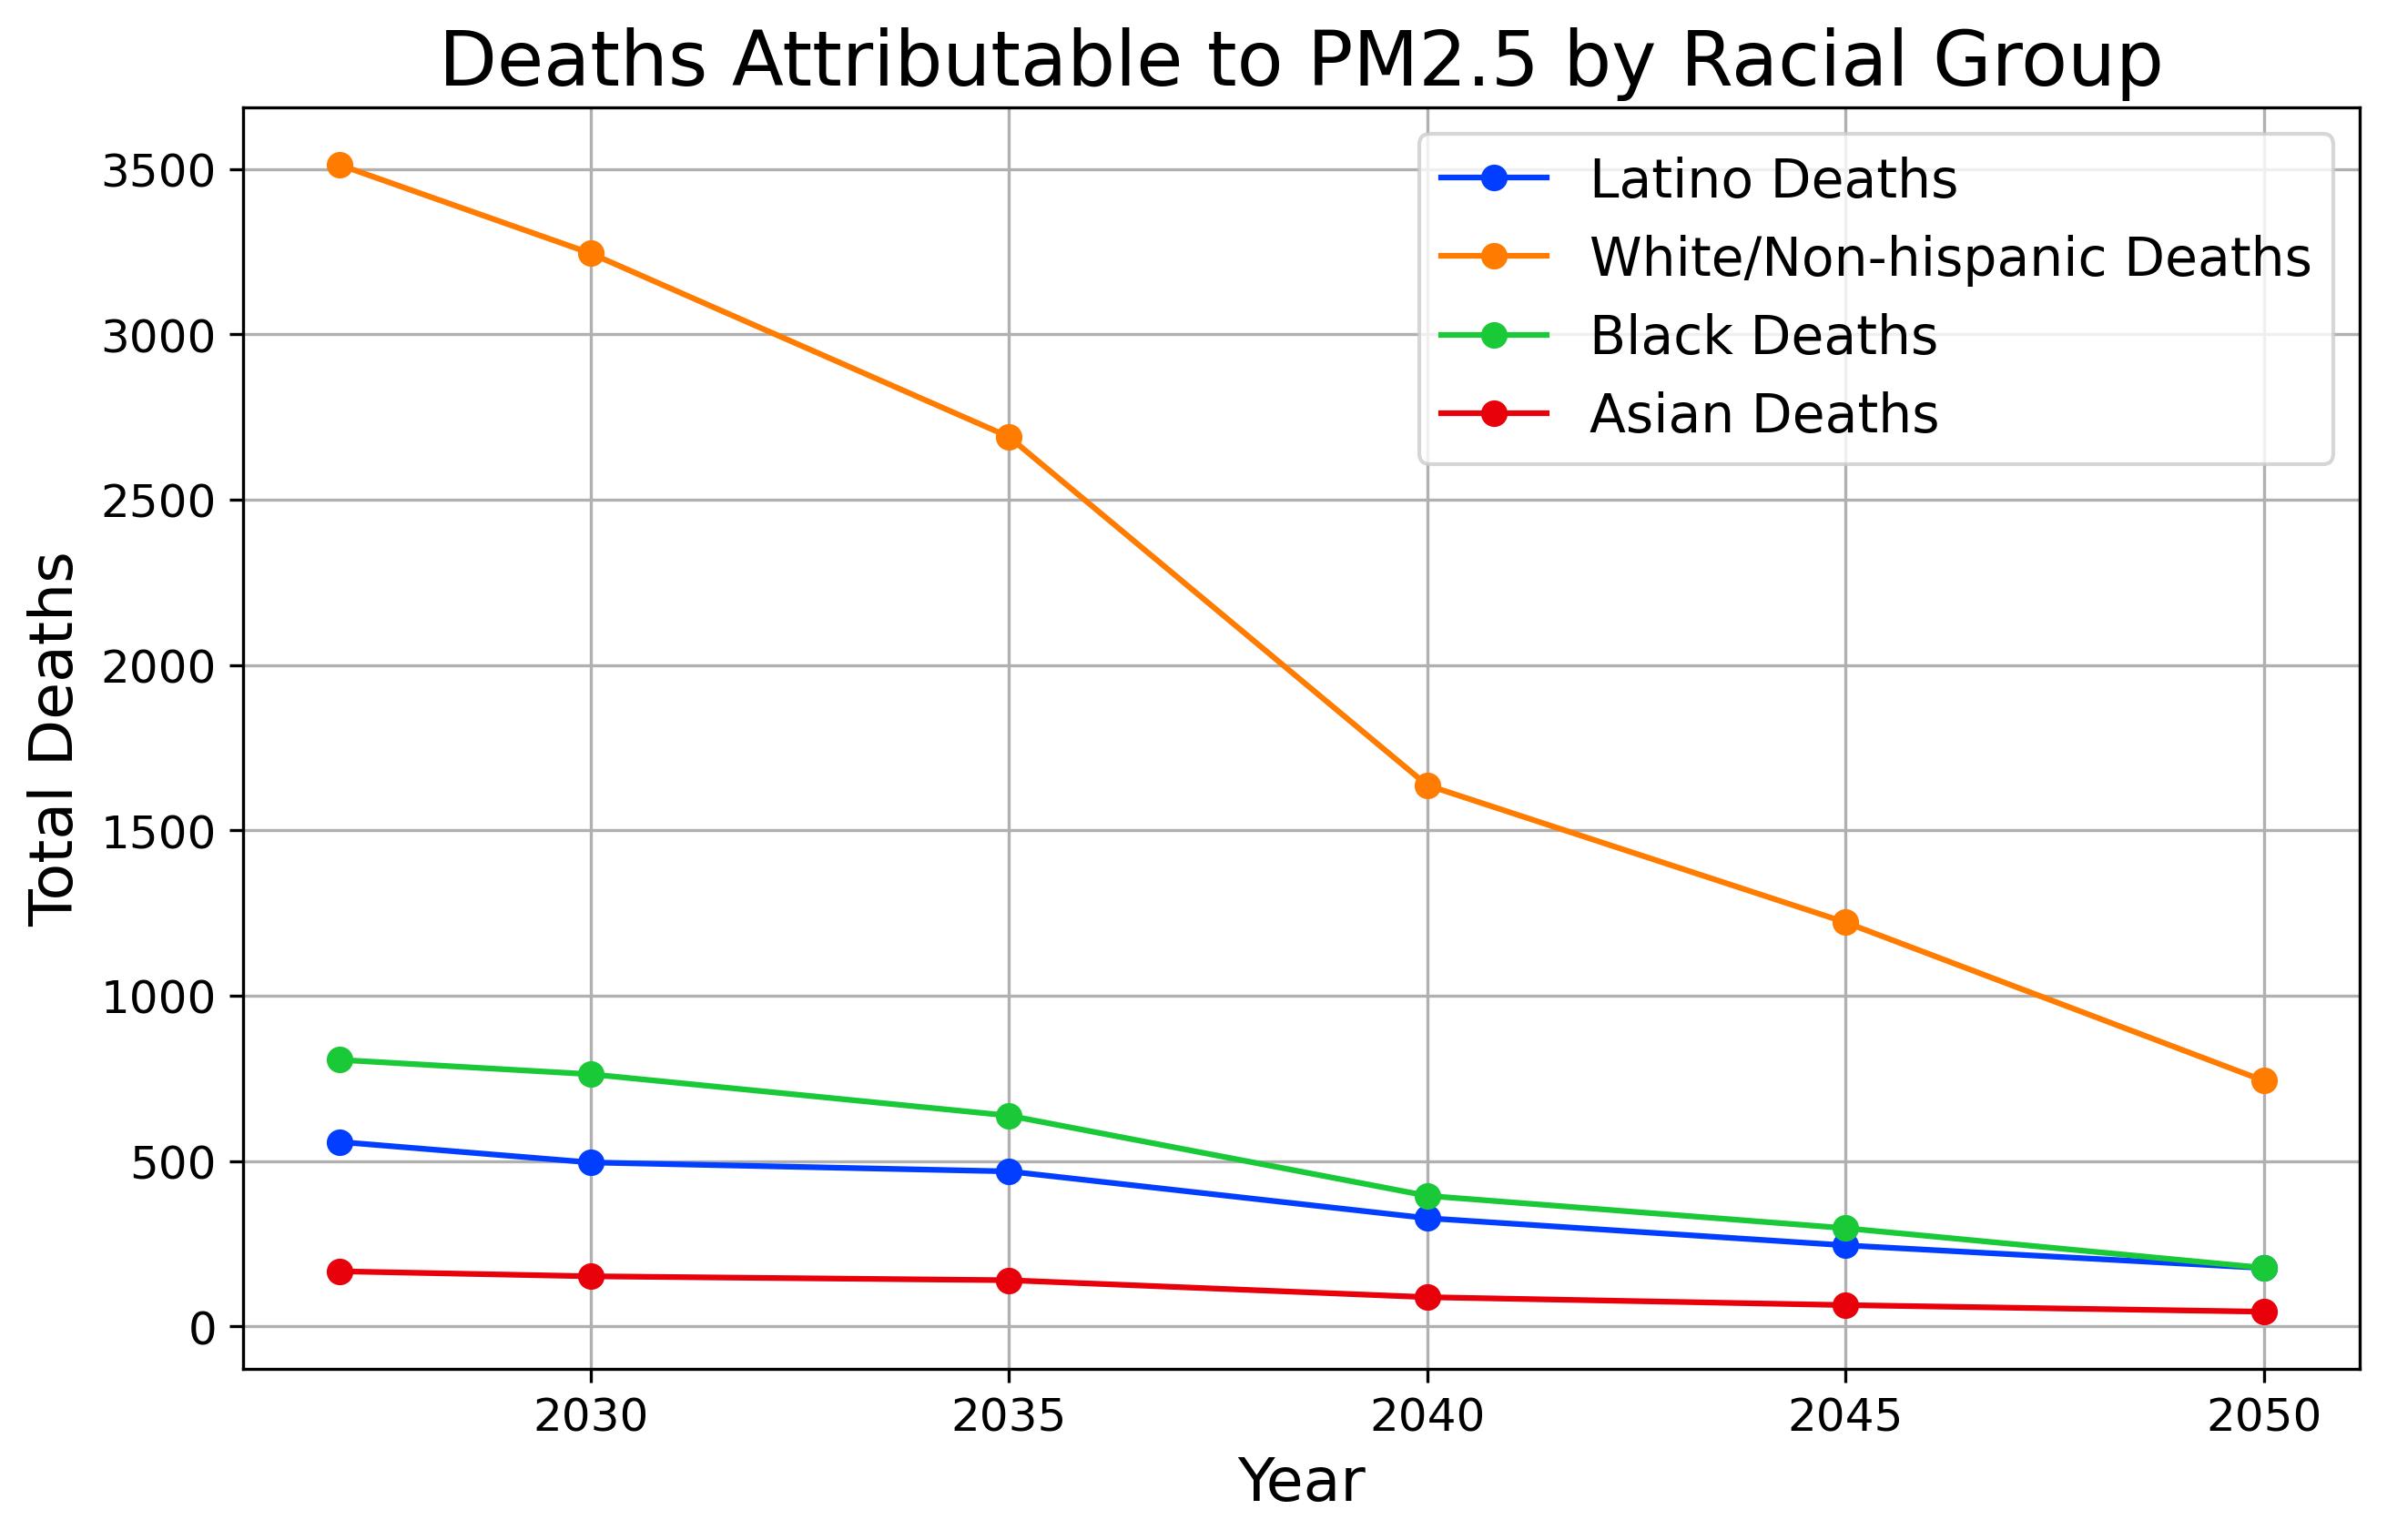 Deaths Attributable to PM2.5 by Racial Group
Latino Deaths
White/Non-hispanic Deaths
Black Deaths
Asian Deaths
Total Deaths
3500
3000
2500
2000
1500
1000
500
0
2030 2035 2040 2045 2050
Year